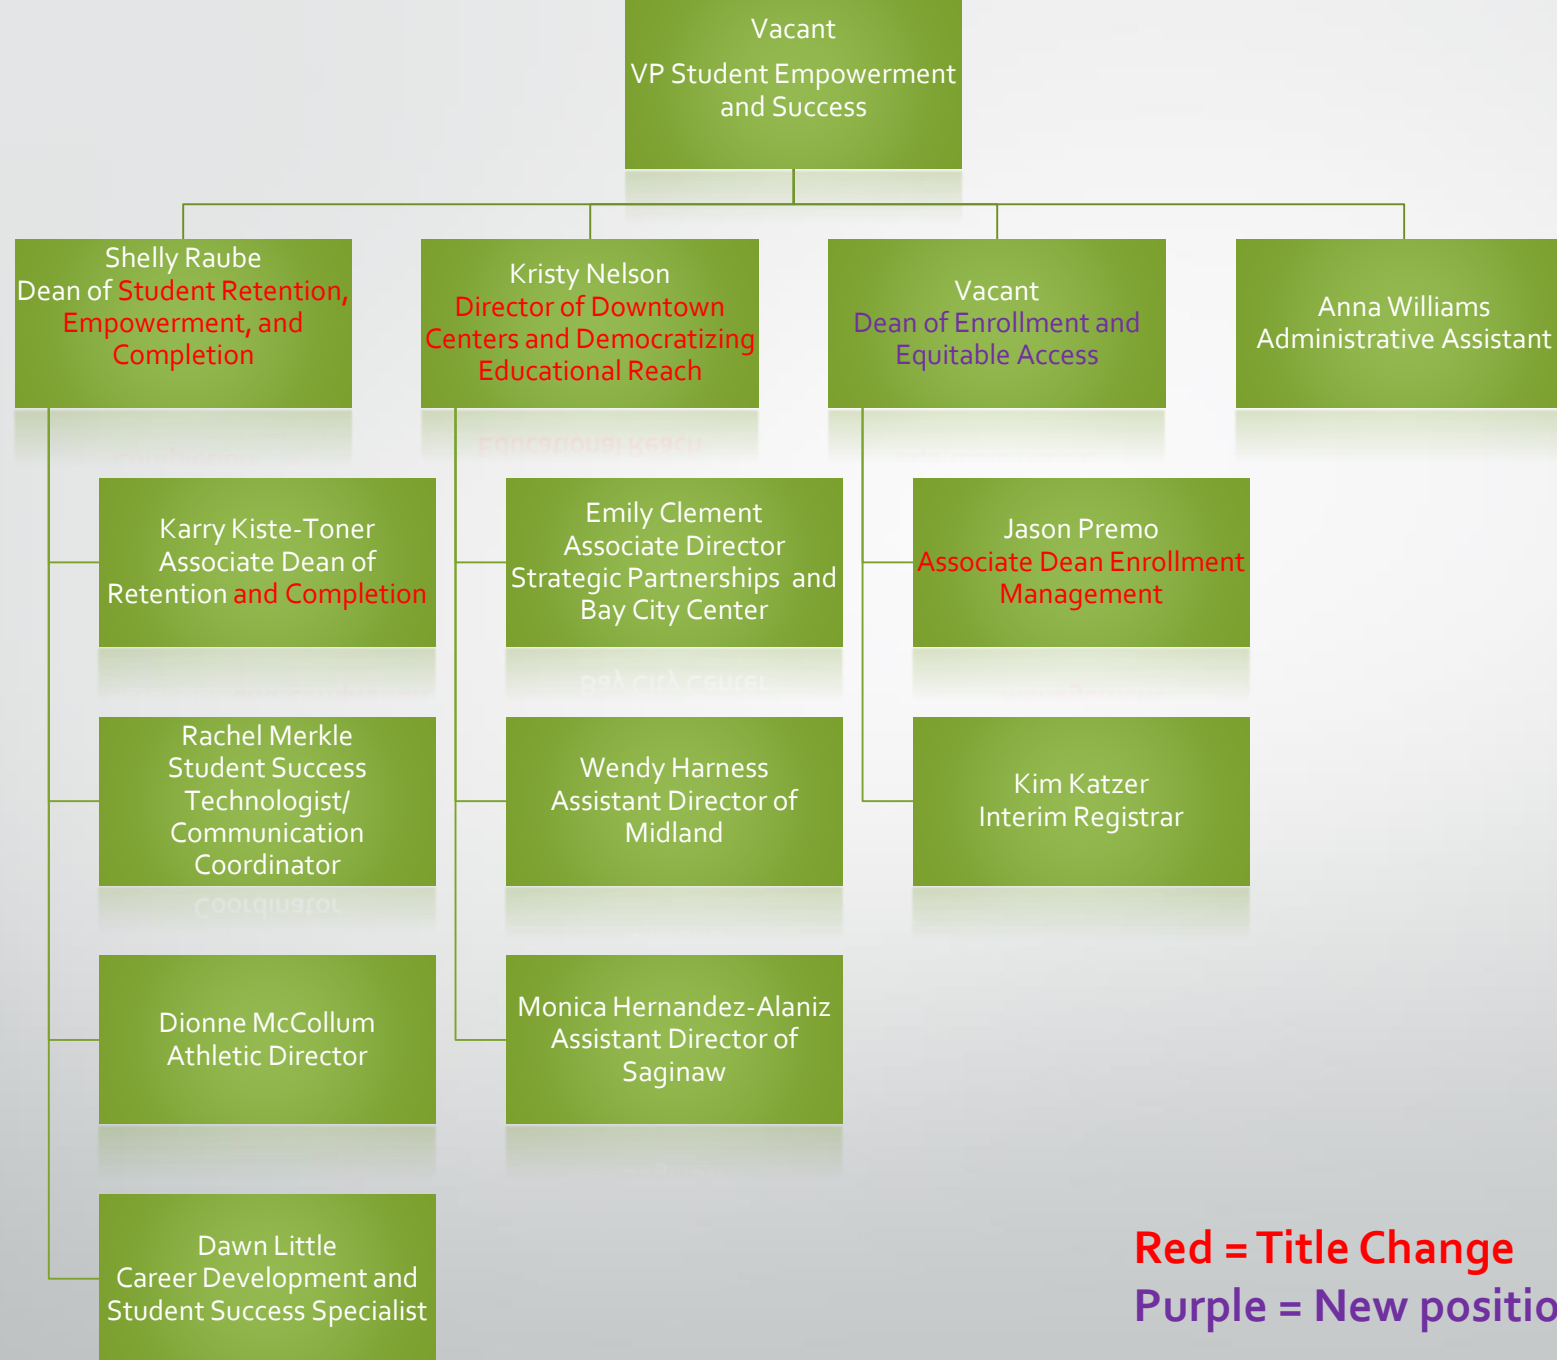 Vacant
VP Student Empowerment
and Success
Shelly Raube
Dean of Student Retention,
Empowerment, and
Completion
Kristy Nelson
Director of Downtown
Centers and Democratizing
Educational Reach
Vacant
Dean of Enrollment and
Equitable Access
Anna Williams
Administrative Assistant
Karry Kiste-Toner
Associate Dean of
Retention and Completion
Emily Clement
Associate Director
Strategic Partnerships and
Bay City Center
Jason Premo
Associate Dean Enrollment
Management
Rachel Merkle
Student Success
Technologist/
Communication
Coordinator
Wendy Harness
Assistant Director of
Midland
Kim Katzer
Interim Registrar
Dionne McCollum
Athletic Director
Monica Hernandez-Alaniz
Assistant Director of
Saginaw
Dawn Little
Career Development and
Student Success Specialist
Red = Title Change
Purple = New positio